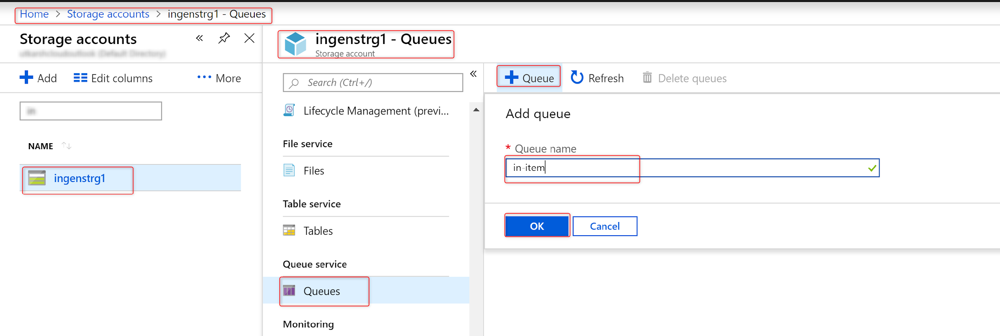 Home > Storage accounts > ingenstrg1 - Queues
Storage accounts
Add
Edit columns
More
NAME
ingenstrg1
ingenstrg1 - Queues
Storage account
Search (Ctrl+/)
Lifecycle Management (previ...
File service
Files
Table service
Tables
Queue service
Queues
Monitoring
Queue
Refresh
Delete queues
Add queue
* Queue name
in-item
OK
Cancel